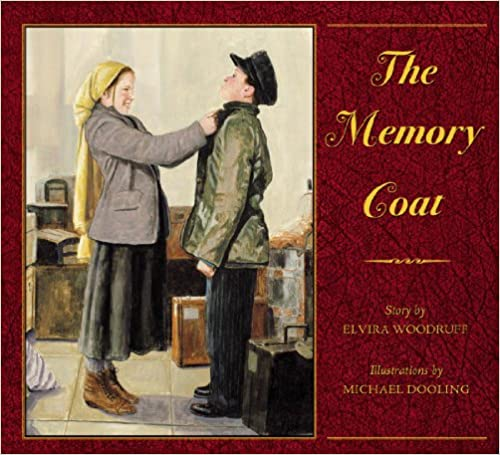 The
Memory
Coat
Story by
ELVIRA WOODRUFF
Illustrations by
MICHAEL DOOLING